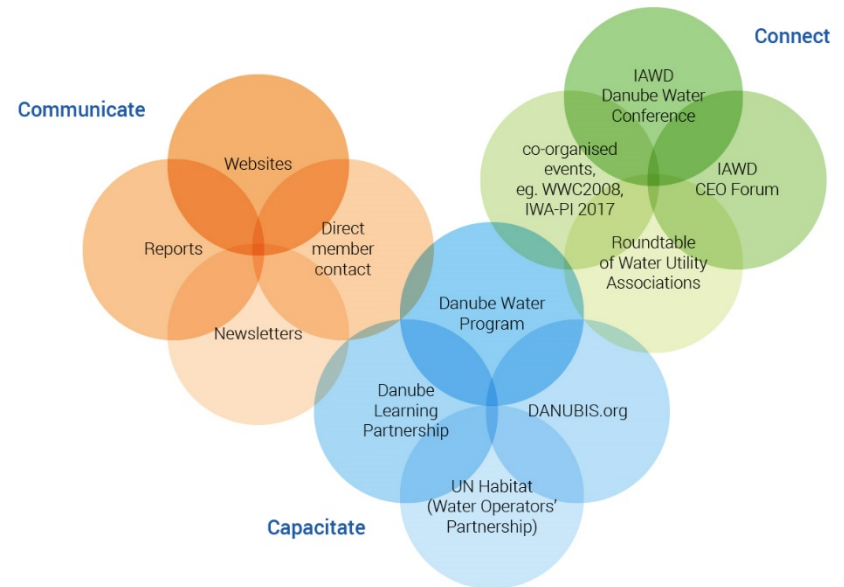 Communicate
Websites
Reports
Direct
member
contact
Newsletters
Connect
IAWD
Danube Water
Conference
co-organised
events,
eg. WWC2008,
IWA-PI 2017
IAWD
CEO Forum
Roundtable
of Water Utility
Associations
Danube Water
Program
Danube
Learning
Partnership
DANUBIS.org
UN Habitat
(Water Operators’
Partnership)
Capacitate